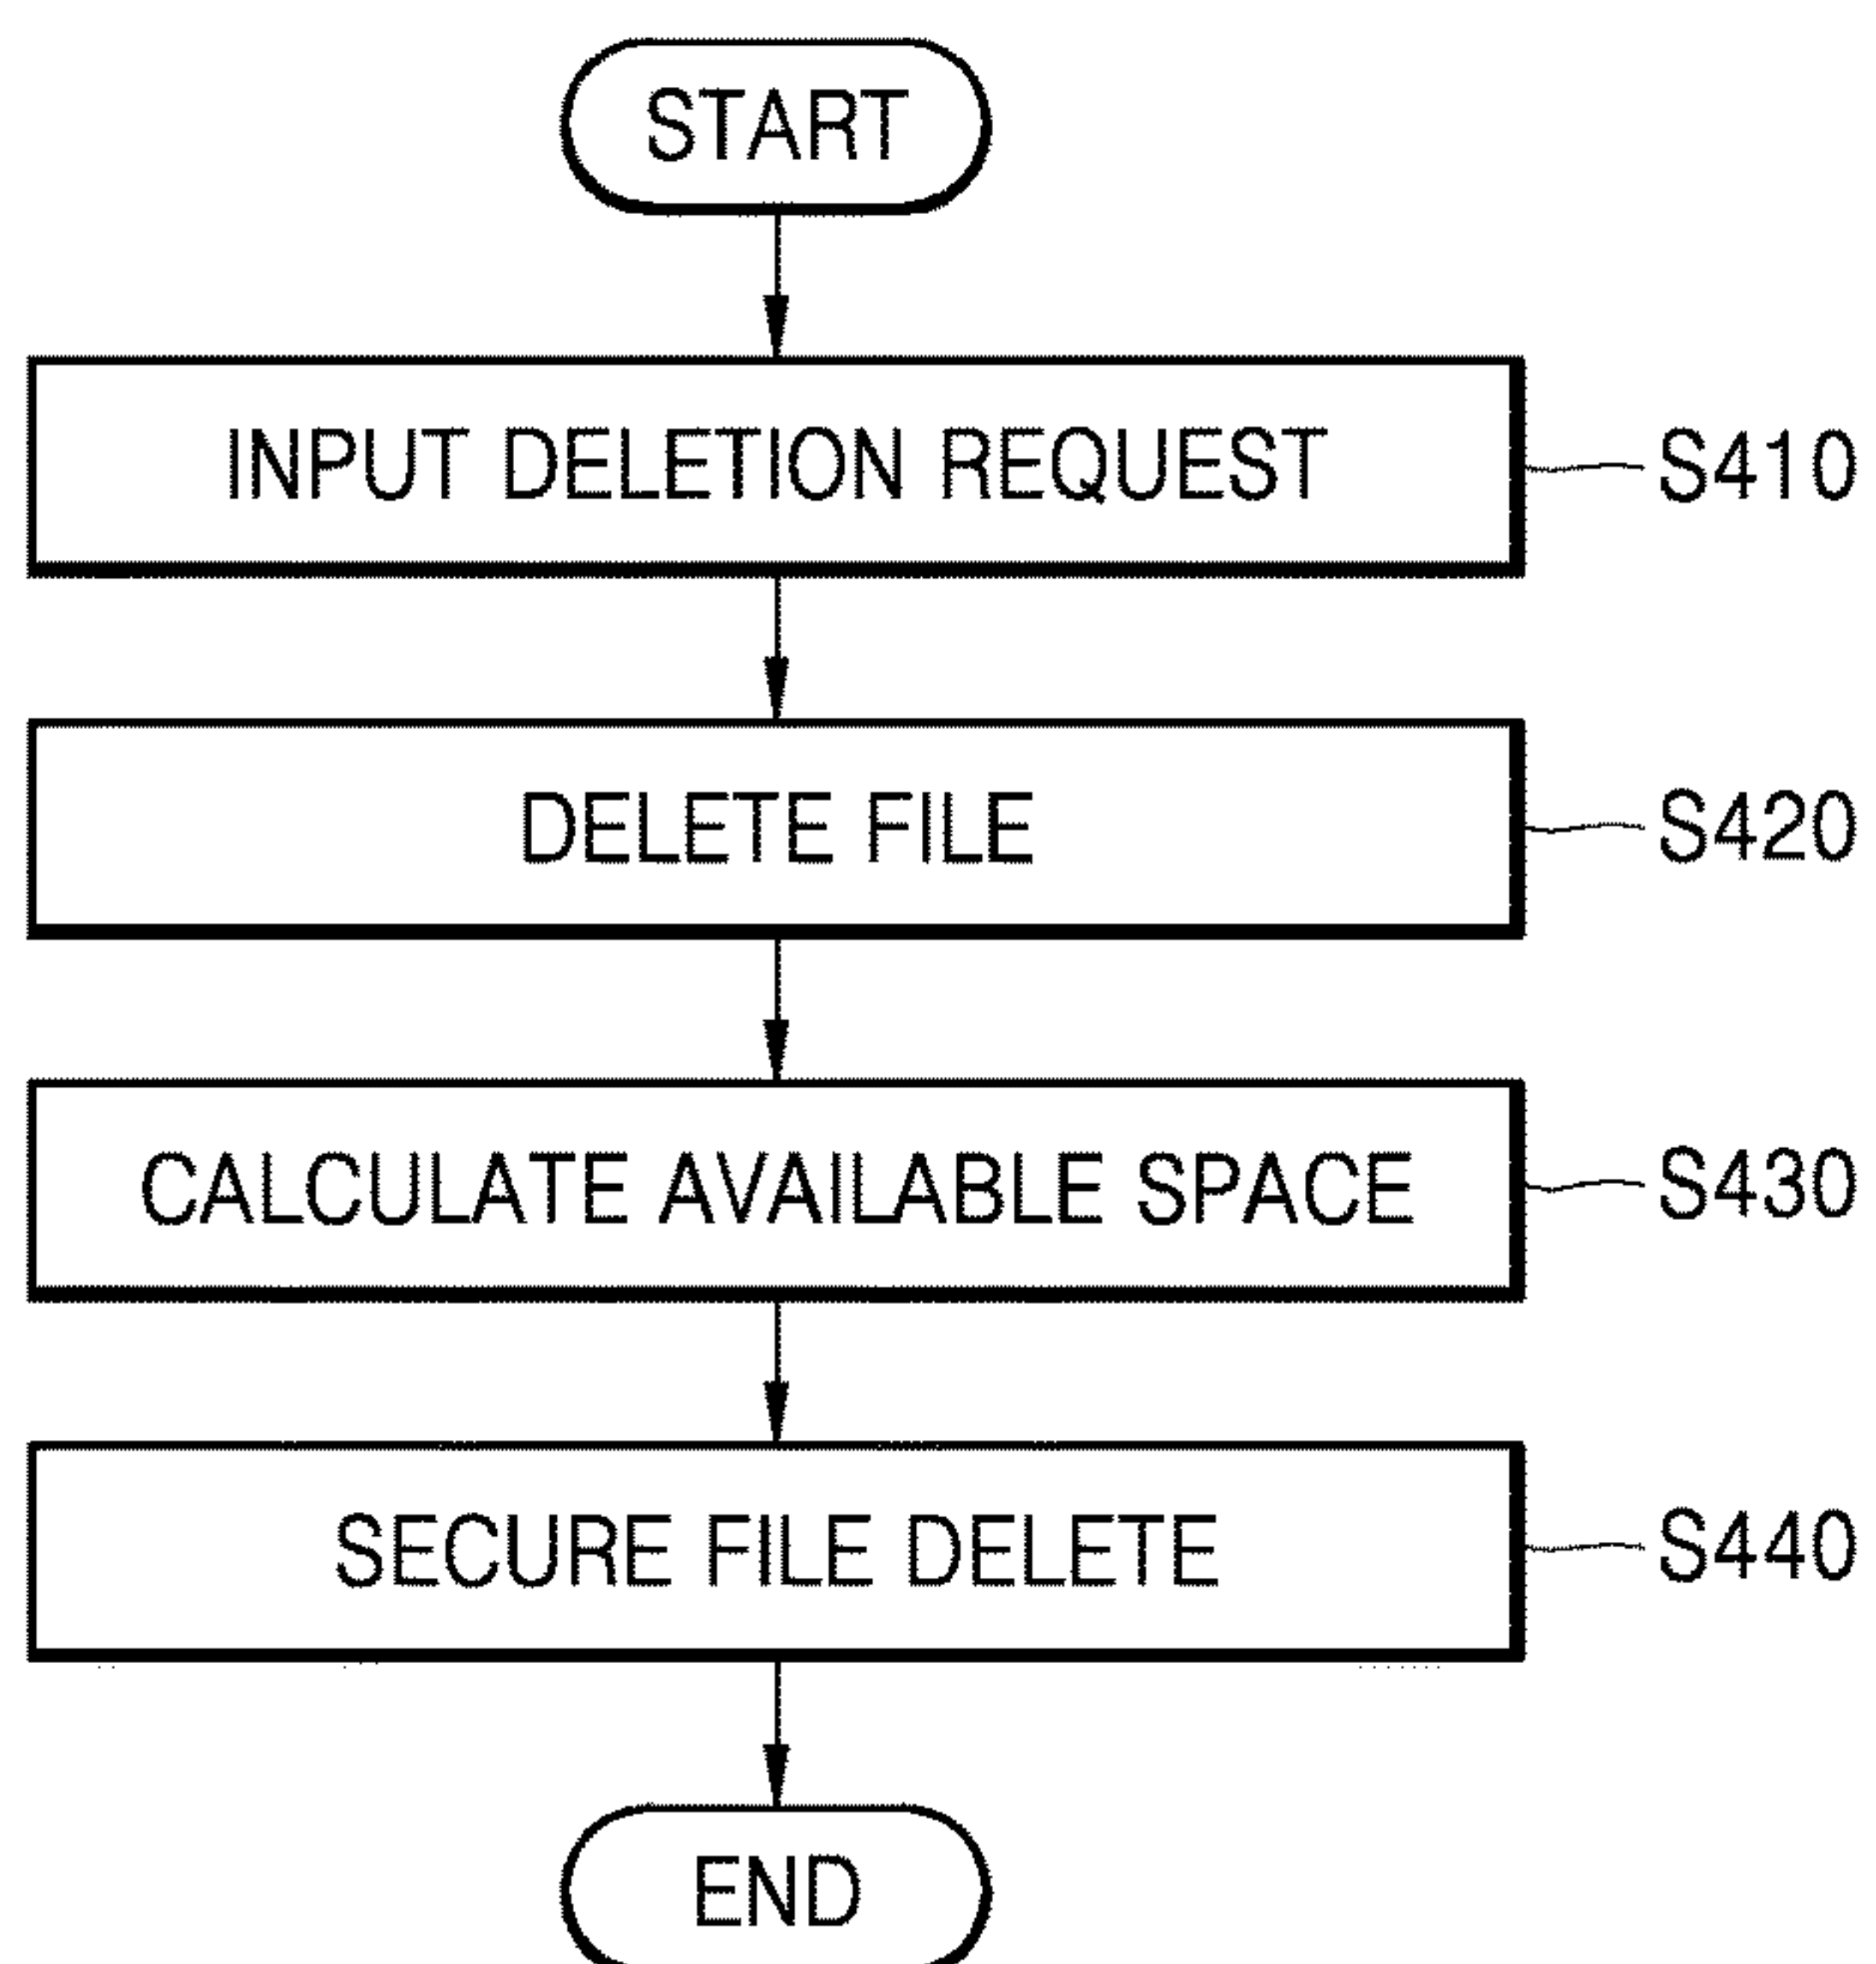 START
INPUT DELETION REQUEST
S410
DELETE FILE
S420
CALCULATE AVAILABLE SPACE
S430
SECURE FILE DELETE
S440
END